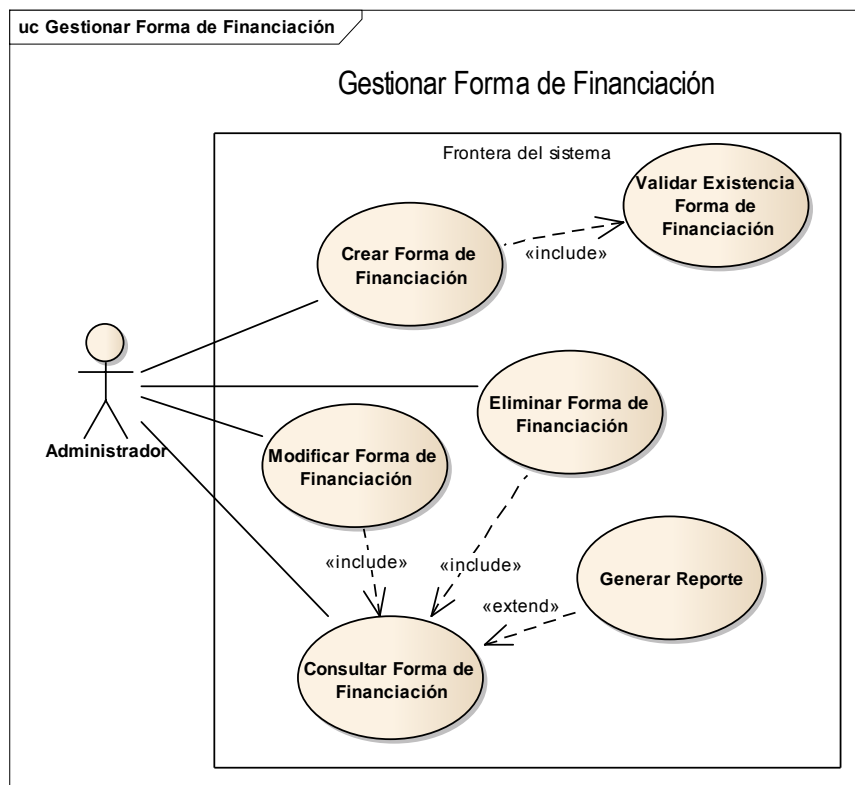 uc Gestionar Forma de Financiación
Gestionar Forma de Financiación
Frontera del sistema
Validar Existencia
Forma de
Financiación
Crear Forma de
Financiación
«include»
Administrador
Eliminar Forma de
Financiación
Modificar Forma de
Financiación
«include»
«include»
Generar Reporte
«extend»
Consultar Forma de
Financiación